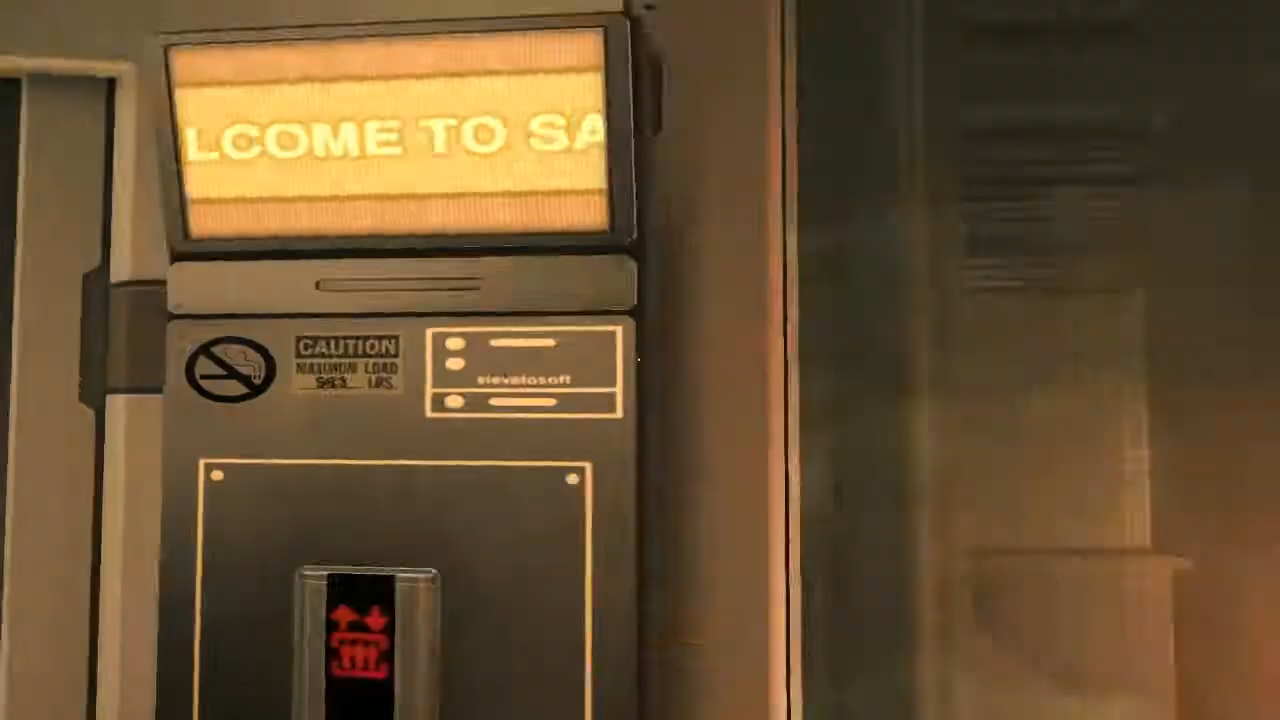 LCOME TO SA
CAUTION
MAXIMUM LOAD
LBS.
elevatosoft